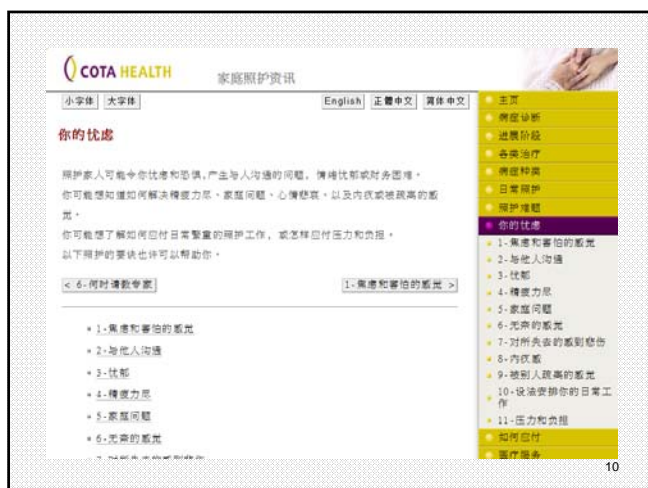 COTA HEALTH
家庭照护资讯
小字体 大字体 English 正體中文 简体中文
你的忧虑
照护家人可能令你忧虑和恐惧,产生与人沟通的问题, 情绪忧郁或财务困难。
你可能想知道如何解决精疲力尽、家庭问题、心情悲哀、以及内疚或被疏离的感
觉。
你可能想了解如何应付日常繁重的照护工作, 或怎样应付压力和负担。
以下照护的要诀也许可以帮助你。
< 6-何时请教专家 1-焦虑和害怕的感觉 >
1-焦虑和害怕的感觉
2-与他人沟通
3-忧郁
4-精疲力尽
5-家庭问题
6-无奈的感觉
7-对所失去的感到悲伤
主页
病症诊断
进展阶段
各类治疗
病症种类
日常照护
照护难题
你的忧虑
1-焦虑和害怕的感觉
2-与他人沟通
3-忧郁
4-精疲力尽
5-家庭问题
6-无奈的感觉
7-对所失去的感到悲伤
8-内疚感
9-被别人疏离的感觉
10-设法安排你的日常工
作
11-压力和负担
如何应付
医疗服务
10